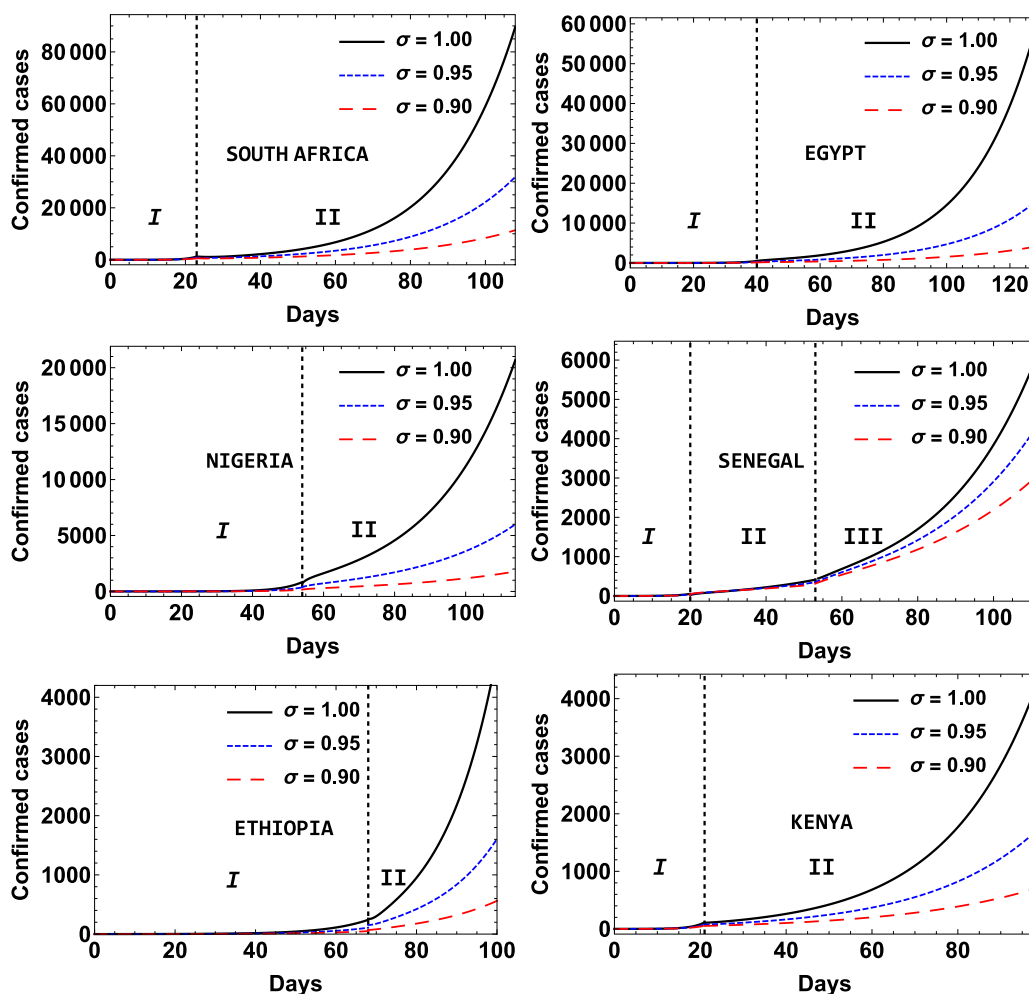 Confirmed cases
80 000
60 000
40 000
20 000
0
σ = 1.00
σ = 0.95
σ = 0.90
SOUTH AFRICA
I
II
0 20 40 60 80 100
Days
Confirmed cases
60 000
50 000
40 000
30 000
20 000
10 000
0
σ = 1.00
σ = 0.95
σ = 0.90
EGYPT
I
II
0 20 40 60 80 100 120
Days
Confirmed cases
20 000
15 000
10 000
5000
0
σ = 1.00
σ = 0.95
σ = 0.90
NIGERIA
I
II
0 20 40 60 80 100
Days
Confirmed cases
6000
5000
4000
3000
2000
1000
0
σ = 1.00
σ = 0.95
σ = 0.90
SENEGAL
I
II
III
0 20 40 60 80 100
Days
Confirmed cases
4000
3000
2000
1000
0
σ = 1.00
σ = 0.95
σ = 0.90
ETHIOPIA
I
II
0 20 40 60 80 100
Days
Confirmed cases
4000
3000
2000
1000
0
σ = 1.00
σ = 0.95
σ = 0.90
KENYA
I
II
0 20 40 60 80
Days